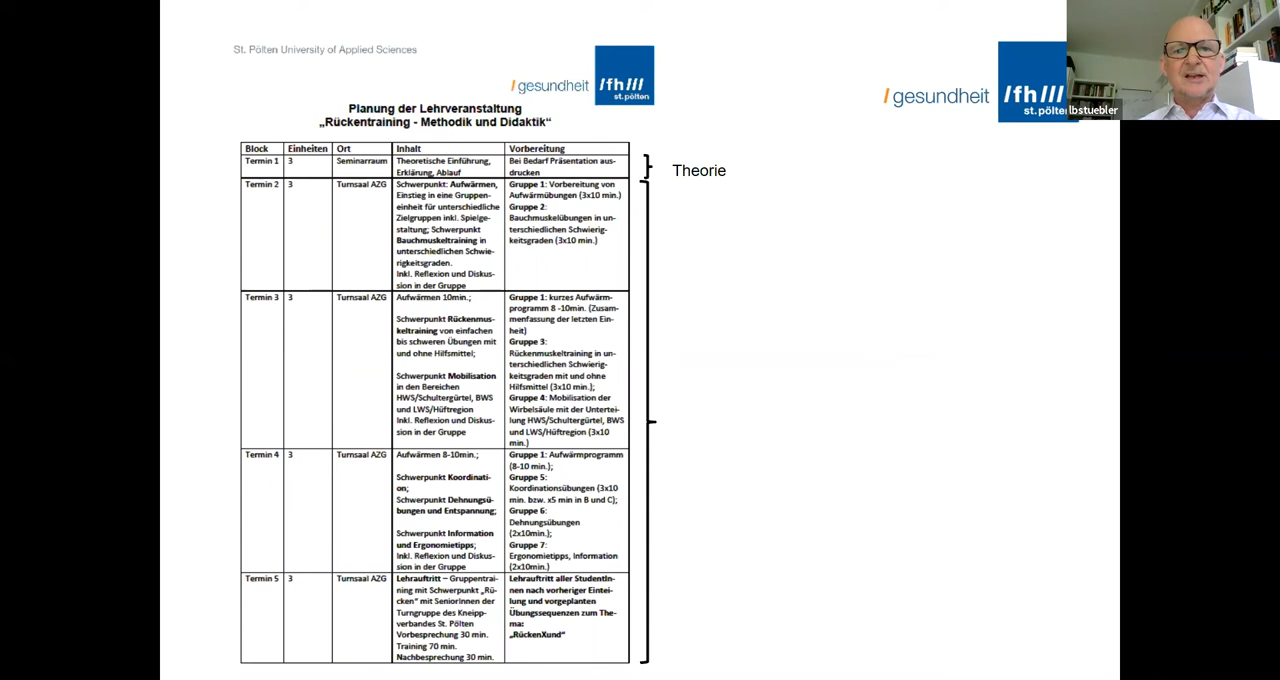 St. Pölten University of Applied Sciences
/ gesundheit
/fh///
st.pölten
Planung der Lehrveranstaltung
„Rückentraining - Methodik und Didaktik“
Block Einheiten Ort Inhalt Vorbereitung
Termin 1 3 Seminarraum Theoretische Einführung,
Erklärung, Ablauf
Bei Bedarf Präsentation aus-
drucken
Termin 2 3 Turnsaal AZG Schwerpunkt: Aufwärmen,
Einstieg in eine Gruppen-
einheit für unterschiedliche
Zielgruppen inkl. Spielge-
staltung; Schwerpunkt
Bauchmuskeltraining in
unterschiedlichen Schwie-
rigkeitsgraden.
Inkl. Reflexion und Diskus-
sion in der Gruppe
Gruppe 1: Vorbereitung von
Aufwärmübungen (3x10 min.)
Gruppe 2:
Bauchmuskelübungen in un-
terschiedlichen Schwierig-
keitsgraden (3x10 min.)
Termin 3 3 Turnsaal AZG Aufwärmen 10min.;
Schwerpunkt Rückenmus-
keltraining von einfachen
bis schweren Übungen mit
und ohne Hilfsmittel;
Schwerpunkt Mobilisation
in den Bereichen
HWS/Schultergürtel, BWS
und LWS/Hüftregion
Inkl. Reflexion und Diskus-
sion in der Gruppe
Gruppe 1: kurzes Aufwärm-
programm 8 -10min. (Zusam-
menfassung der letzten Ein-
heit)
Gruppe 3:
Rückenmuskeltraining in un-
terschiedlichen Schwierig-
keitsgraden mit und ohne
Hilfsmittel (3x10 min.);
Gruppe 4: Mobilisation der
Wirbelsäule mit der Untertei-
lung HWS/Schultergürtel, BWS
und LWS/Hüftregion (3x10
min.)
Termin 4 3 Turnsaal AZG Aufwärmen 8-10min.;
Schwerpunkt Koordinati-
on;
Schwerpunkt Dehnungsü-
bungen und Entspannung;
Schwerpunkt Information
und Ergonomietipps;
Inkl. Reflexion und Diskus-
sion in der Gruppe
Gruppe 1: Aufwärmprogramm
(8-10 min.);
Gruppe 5:
Koordinationsübungen (3x10
min. bzw. x5 min in B und C);
Gruppe 6:
Dehnungsübungen
(2x10min.);
Gruppe 7:
Ergonomietipps, Information
(2x10min.)
Termin 5 3 Turnsaal AZG Lehrauftritt – Gruppentrai-
ning mit Schwerpunkt „Rü-
cken“ mit SeniorInnen der
Turngruppe des Kneipp-
verbandes St. Pölten
Vorbesprechung 30 min.
Training 70 min.
Nachbesprechung 30 min.
Lehrauftritt aller StudentIn-
nen nach vorheriger Eintei-
lung und vorgeplanten
Übungssequenzen zum The-
ma:
„RückenXund“
Theorie
/ gesundheit
/fh///
st.pölte
lbstuebler